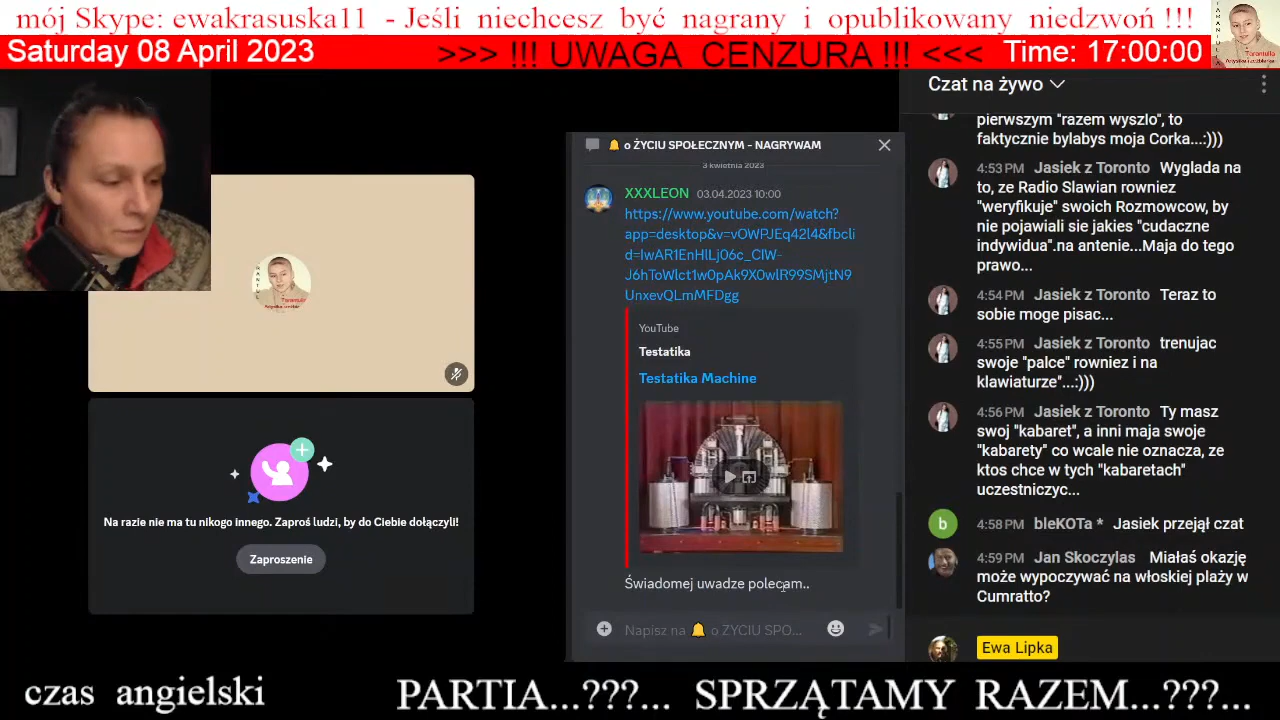 mój Skype: ewakrasuska11 - Jeśli niechcesz być nagrany i opublikowany niedzwoń !!!
Saturday 08 April 2023
>>> !!! UWAGA CENZURA !!! <<<
Time: 17:00:00
Na razie nie ma tu nikogo innego. Zaproś ludzi, by do Ciebie dołączyli!
Zaproszenie
🔔 o ŻYCIU SPOŁECZNYM - NAGRYWAM
3 kwietnia 2023
XXXLEON 03.04.2023 10:00
https://www.youtube.com/watch?
app=desktop&v=vOWPJEq42l4&fbcli
d=IwAR1EnHlLj06c_ClW-
J6hToWlct1w0pAk9X0wlR99SMjtN9
UnxevQLmMFDgg
YouTube
Testatika
Testatika Machine
Świadomej uwadze polecam..
Napisz na 🔔 o ŻYCIU SPO...
Czat na żywo
pierwszym "razem wyszlo", to
faktycznie bylabys moja Corka...:)))
4:53 PM Jasiek z Toronto Wyglada na
to, ze Radio Slawian rowniez
"weryfikuje" swoich Rozmowcow, by
nie pojawiali sie jakies "cudaczne
indywidua".na antenie...Maja do tego
prawo...
4:54 PM Jasiek z Toronto Teraz to
sobie moge pisac...
4:55 PM Jasiek z Toronto trenujac
swoje "palce" rowniez i na
klawiaturze"...:)))
4:56 PM Jasiek z Toronto Ty masz
swoj "kabaret", a inni maja swoje
"kabarety" co wcale nie oznacza, ze
ktos chce w tych "kabaretach"
uczestniczyc...
b
4:58 PM bleKOTa * Jasiek przejął czat
4:59 PM Jan Skoczylas Miałaś okazję
może wypoczywać na włoskiej plaży w
Cumratto?
Ewa Lipka
czas angielski
PARTIA...???... SPRZĄTAMY RAZEM...???...